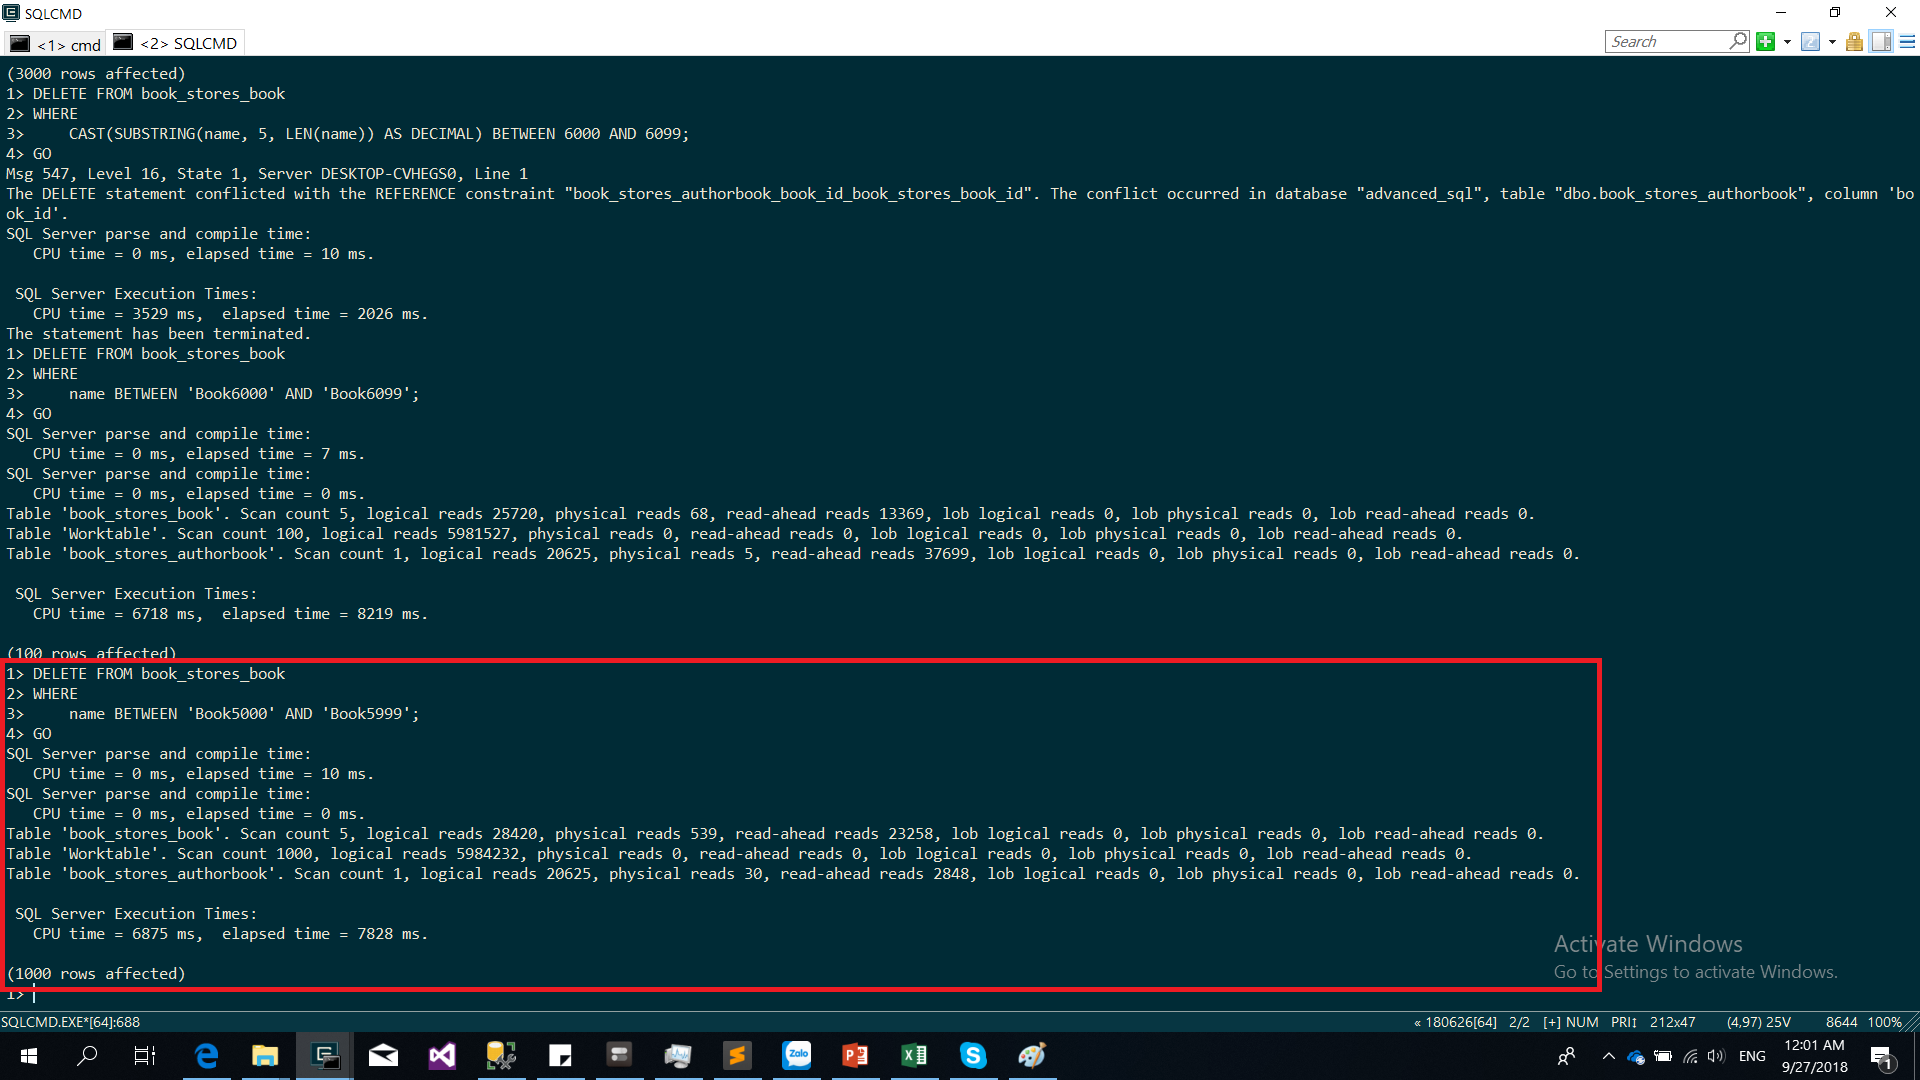 SQLCMD
<1> cmd
<2> SQLCMD
Search
(3000 rows affected)
1> DELETE FROM book_stores_book
2> WHERE
3>     CAST(SUBSTRING(name, 5, LEN(name)) AS DECIMAL) BETWEEN 6000 AND 6099;
4> GO
Msg 547, Level 16, State 1, Server DESKTOP-CVHEGS0, Line 1
The DELETE statement conflicted with the REFERENCE constraint "book_stores_authorbook_book_id_book_stores_book_id". The conflict occurred in database "advanced_sql", table "dbo.book_stores_authorbook", column 'bo
ok_id'.
SQL Server parse and compile time:
   CPU time = 0 ms, elapsed time = 10 ms.
 SQL Server Execution Times:
   CPU time = 3529 ms,  elapsed time = 2026 ms.
The statement has been terminated.
1> DELETE FROM book_stores_book
2> WHERE
3>     name BETWEEN 'Book6000' AND 'Book6099';
4> GO
SQL Server parse and compile time:
   CPU time = 0 ms, elapsed time = 7 ms.
SQL Server parse and compile time:
   CPU time = 0 ms, elapsed time = 0 ms.
Table 'book_stores_book'. Scan count 5, logical reads 25720, physical reads 68, read-ahead reads 13369, lob logical reads 0, lob physical reads 0, lob read-ahead reads 0.
Table 'Worktable'. Scan count 100, logical reads 5981527, physical reads 0, read-ahead reads 0, lob logical reads 0, lob physical reads 0, lob read-ahead reads 0.
Table 'book_stores_authorbook'. Scan count 1, logical reads 20625, physical reads 5, read-ahead reads 37699, lob logical reads 0, lob physical reads 0, lob read-ahead reads 0.
 SQL Server Execution Times:
   CPU time = 6718 ms,  elapsed time = 8219 ms.
(100 rows affected)
1> DELETE FROM book_stores_book
2> WHERE
3>     name BETWEEN 'Book5000' AND 'Book5999';
4> GO
SQL Server parse and compile time:
   CPU time = 0 ms, elapsed time = 10 ms.
SQL Server parse and compile time:
   CPU time = 0 ms, elapsed time = 0 ms.
Table 'book_stores_book'. Scan count 5, logical reads 28420, physical reads 539, read-ahead reads 23258, lob logical reads 0, lob physical reads 0, lob read-ahead reads 0.
Table 'Worktable'. Scan count 1000, logical reads 5984232, physical reads 0, read-ahead reads 0, lob logical reads 0, lob physical reads 0, lob read-ahead reads 0.
Table 'book_stores_authorbook'. Scan count 1, logical reads 20625, physical reads 30, read-ahead reads 2848, lob logical reads 0, lob physical reads 0, lob read-ahead reads 0.
 SQL Server Execution Times:
   CPU time = 6875 ms,  elapsed time = 7828 ms.
Activate Windows
Go to Settings to activate Windows.
(1000 rows affected)
1>
SQLCMD.EXE*[64]:688
« 180626[64] 2/2 [+] NUM PRI↕ 212x47 (4,97) 25V 8644 100%
Zalo
ENG
12:01 AM
9/27/2018
1